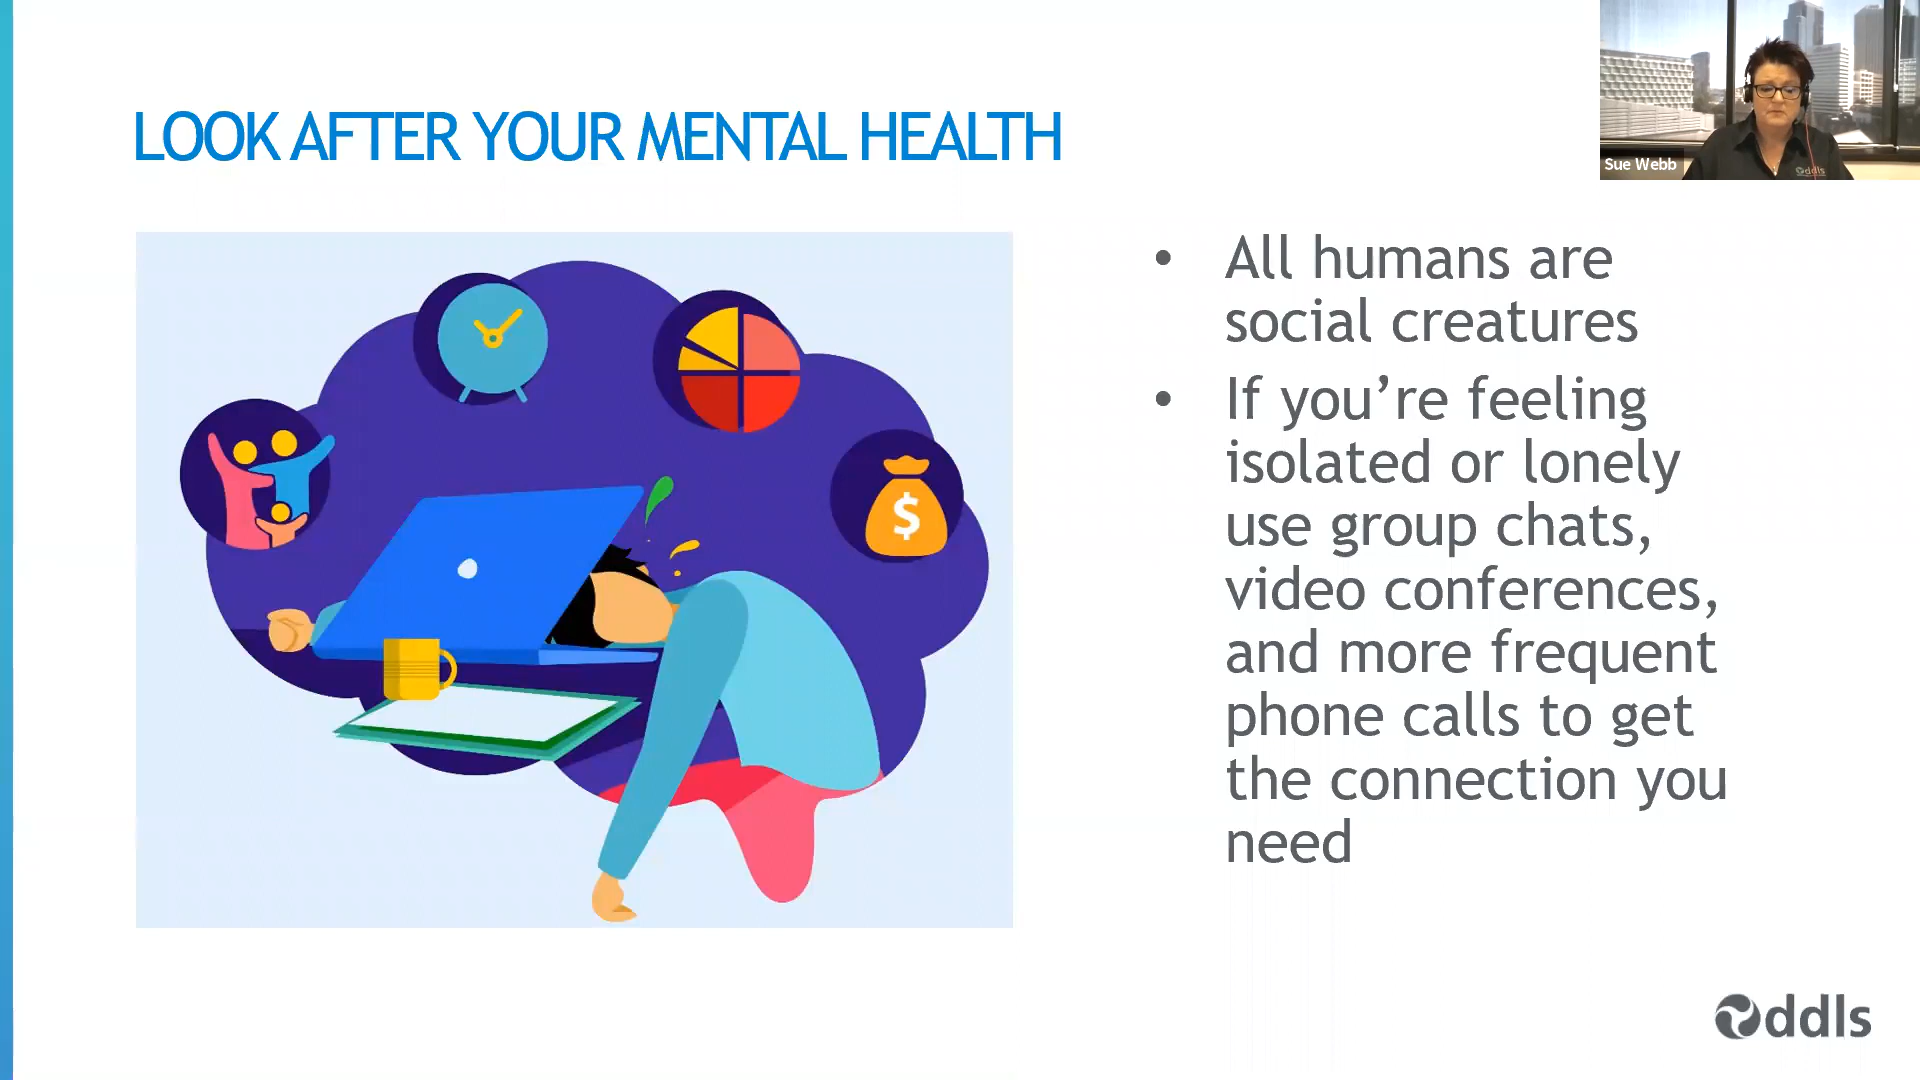 LOOK AFTER YOUR MENTAL HEALTH
Sue Webb
ddls
$
• All humans are
social creatures
• If you’re feeling
isolated or lonely
use group chats,
video conferences,
and more frequent
phone calls to get
the connection you
need
ddls